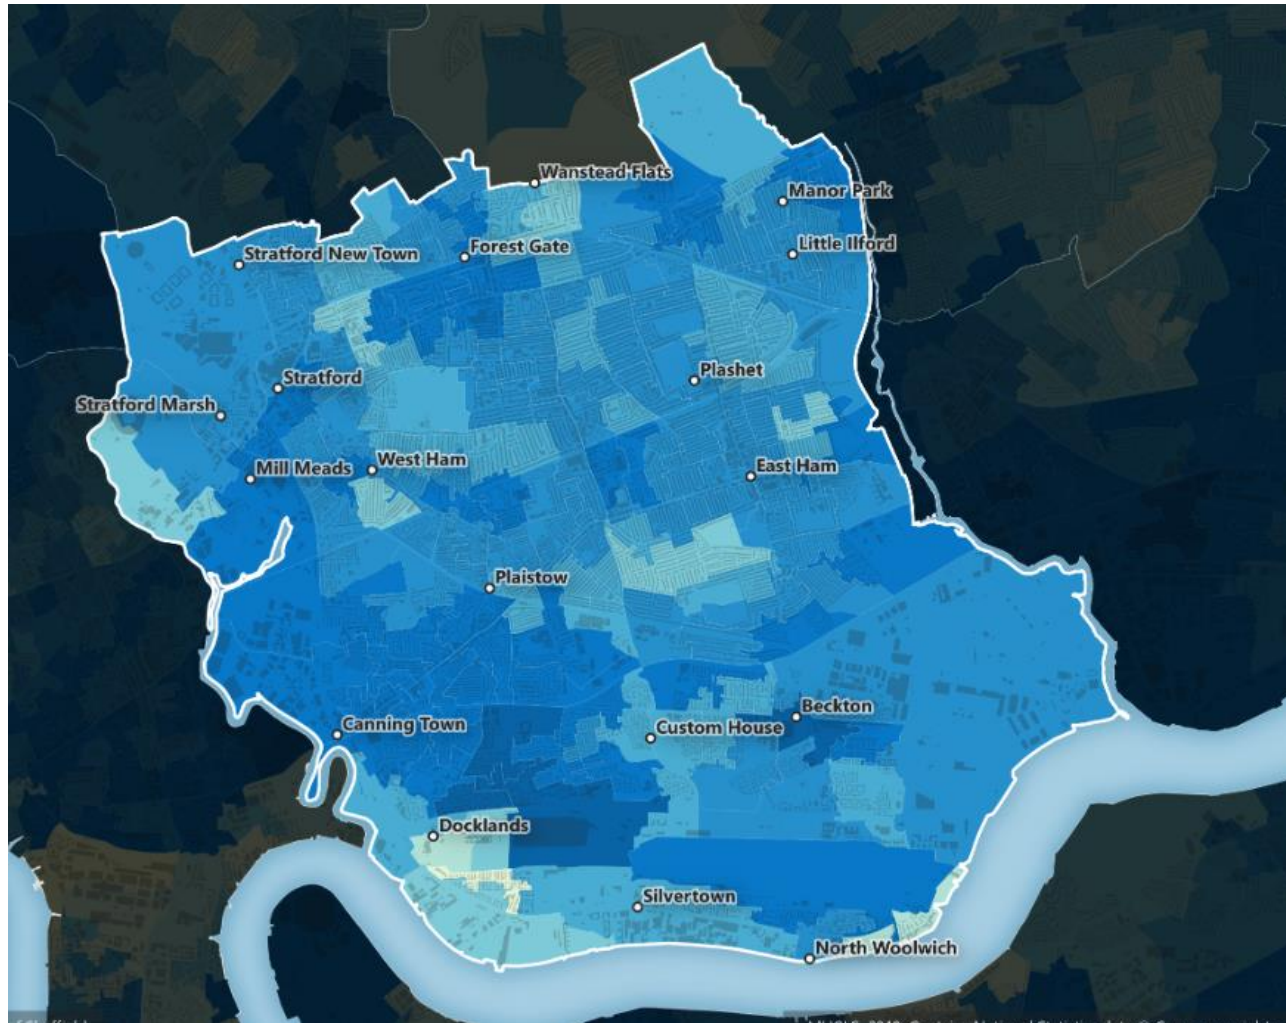 Wanstead Flats
Manor Park
Stratford New Town
Forest Gate
Little Ilford
Stratford
Plashet
Stratford Marsh
Mill Meads
West Ham
East Ham
Plaistow
Canning Town
Custom House
Beckton
Docklands
Silvertown
North Woolwich